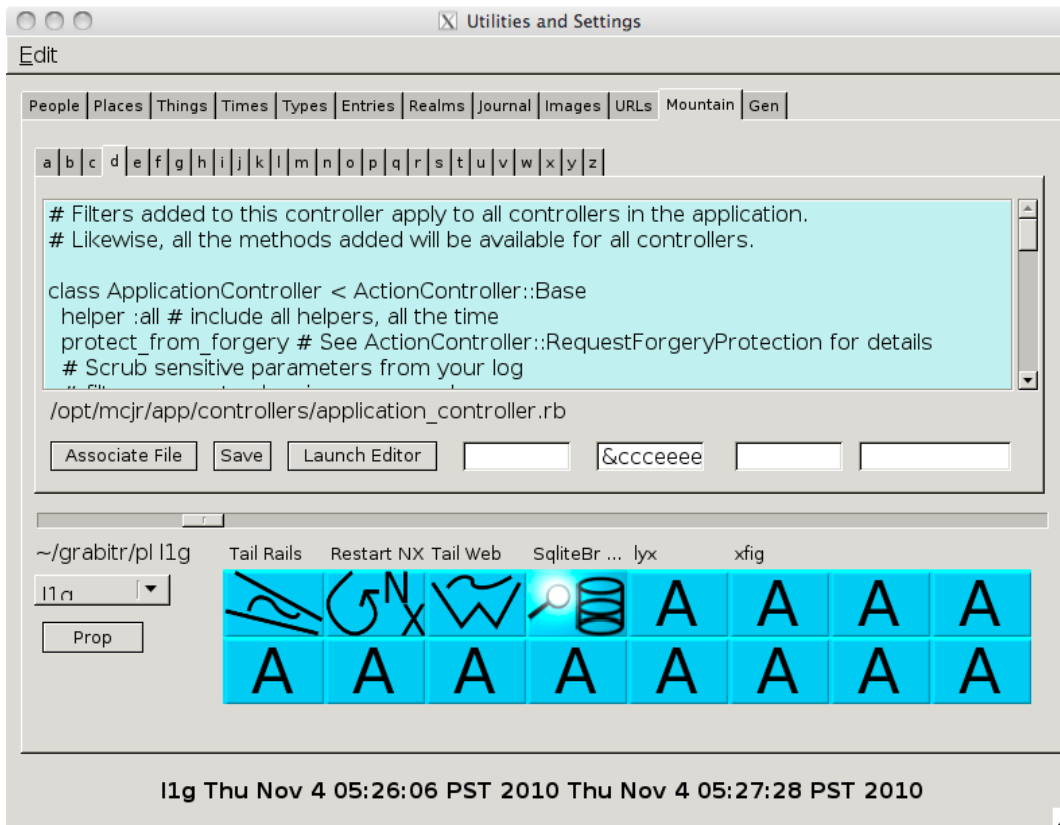 X Utilities and Settings
Edit
People Places Things Times Types Entries Realms Journal Images URLs Mountain Gen
a b c d e f g h i j k l m n o p q r s t u v w x y z
# Filters added to this controller apply to all controllers in the application.
# Likewise, all the methods added will be available for all controllers.
class ApplicationController < ActionController::Base
helper :all # include all helpers, all the time
protect_from_forgery # See ActionController::RequestForgeryProtection for details
# Scrub sensitive parameters from your log
/opt/mcjr/app/controllers/application_controller.rb
Associate File Save Launch Editor &ccceeee
~/grabitr/pl l1g Tail Rails Restart NX Tail Web SqliteBr ... lyx xfig
l1g N X W A A A A
Prop A A A A A A A A
l1g Thu Nov 4 05:26:06 PST 2010 Thu Nov 4 05:27:28 PST 2010